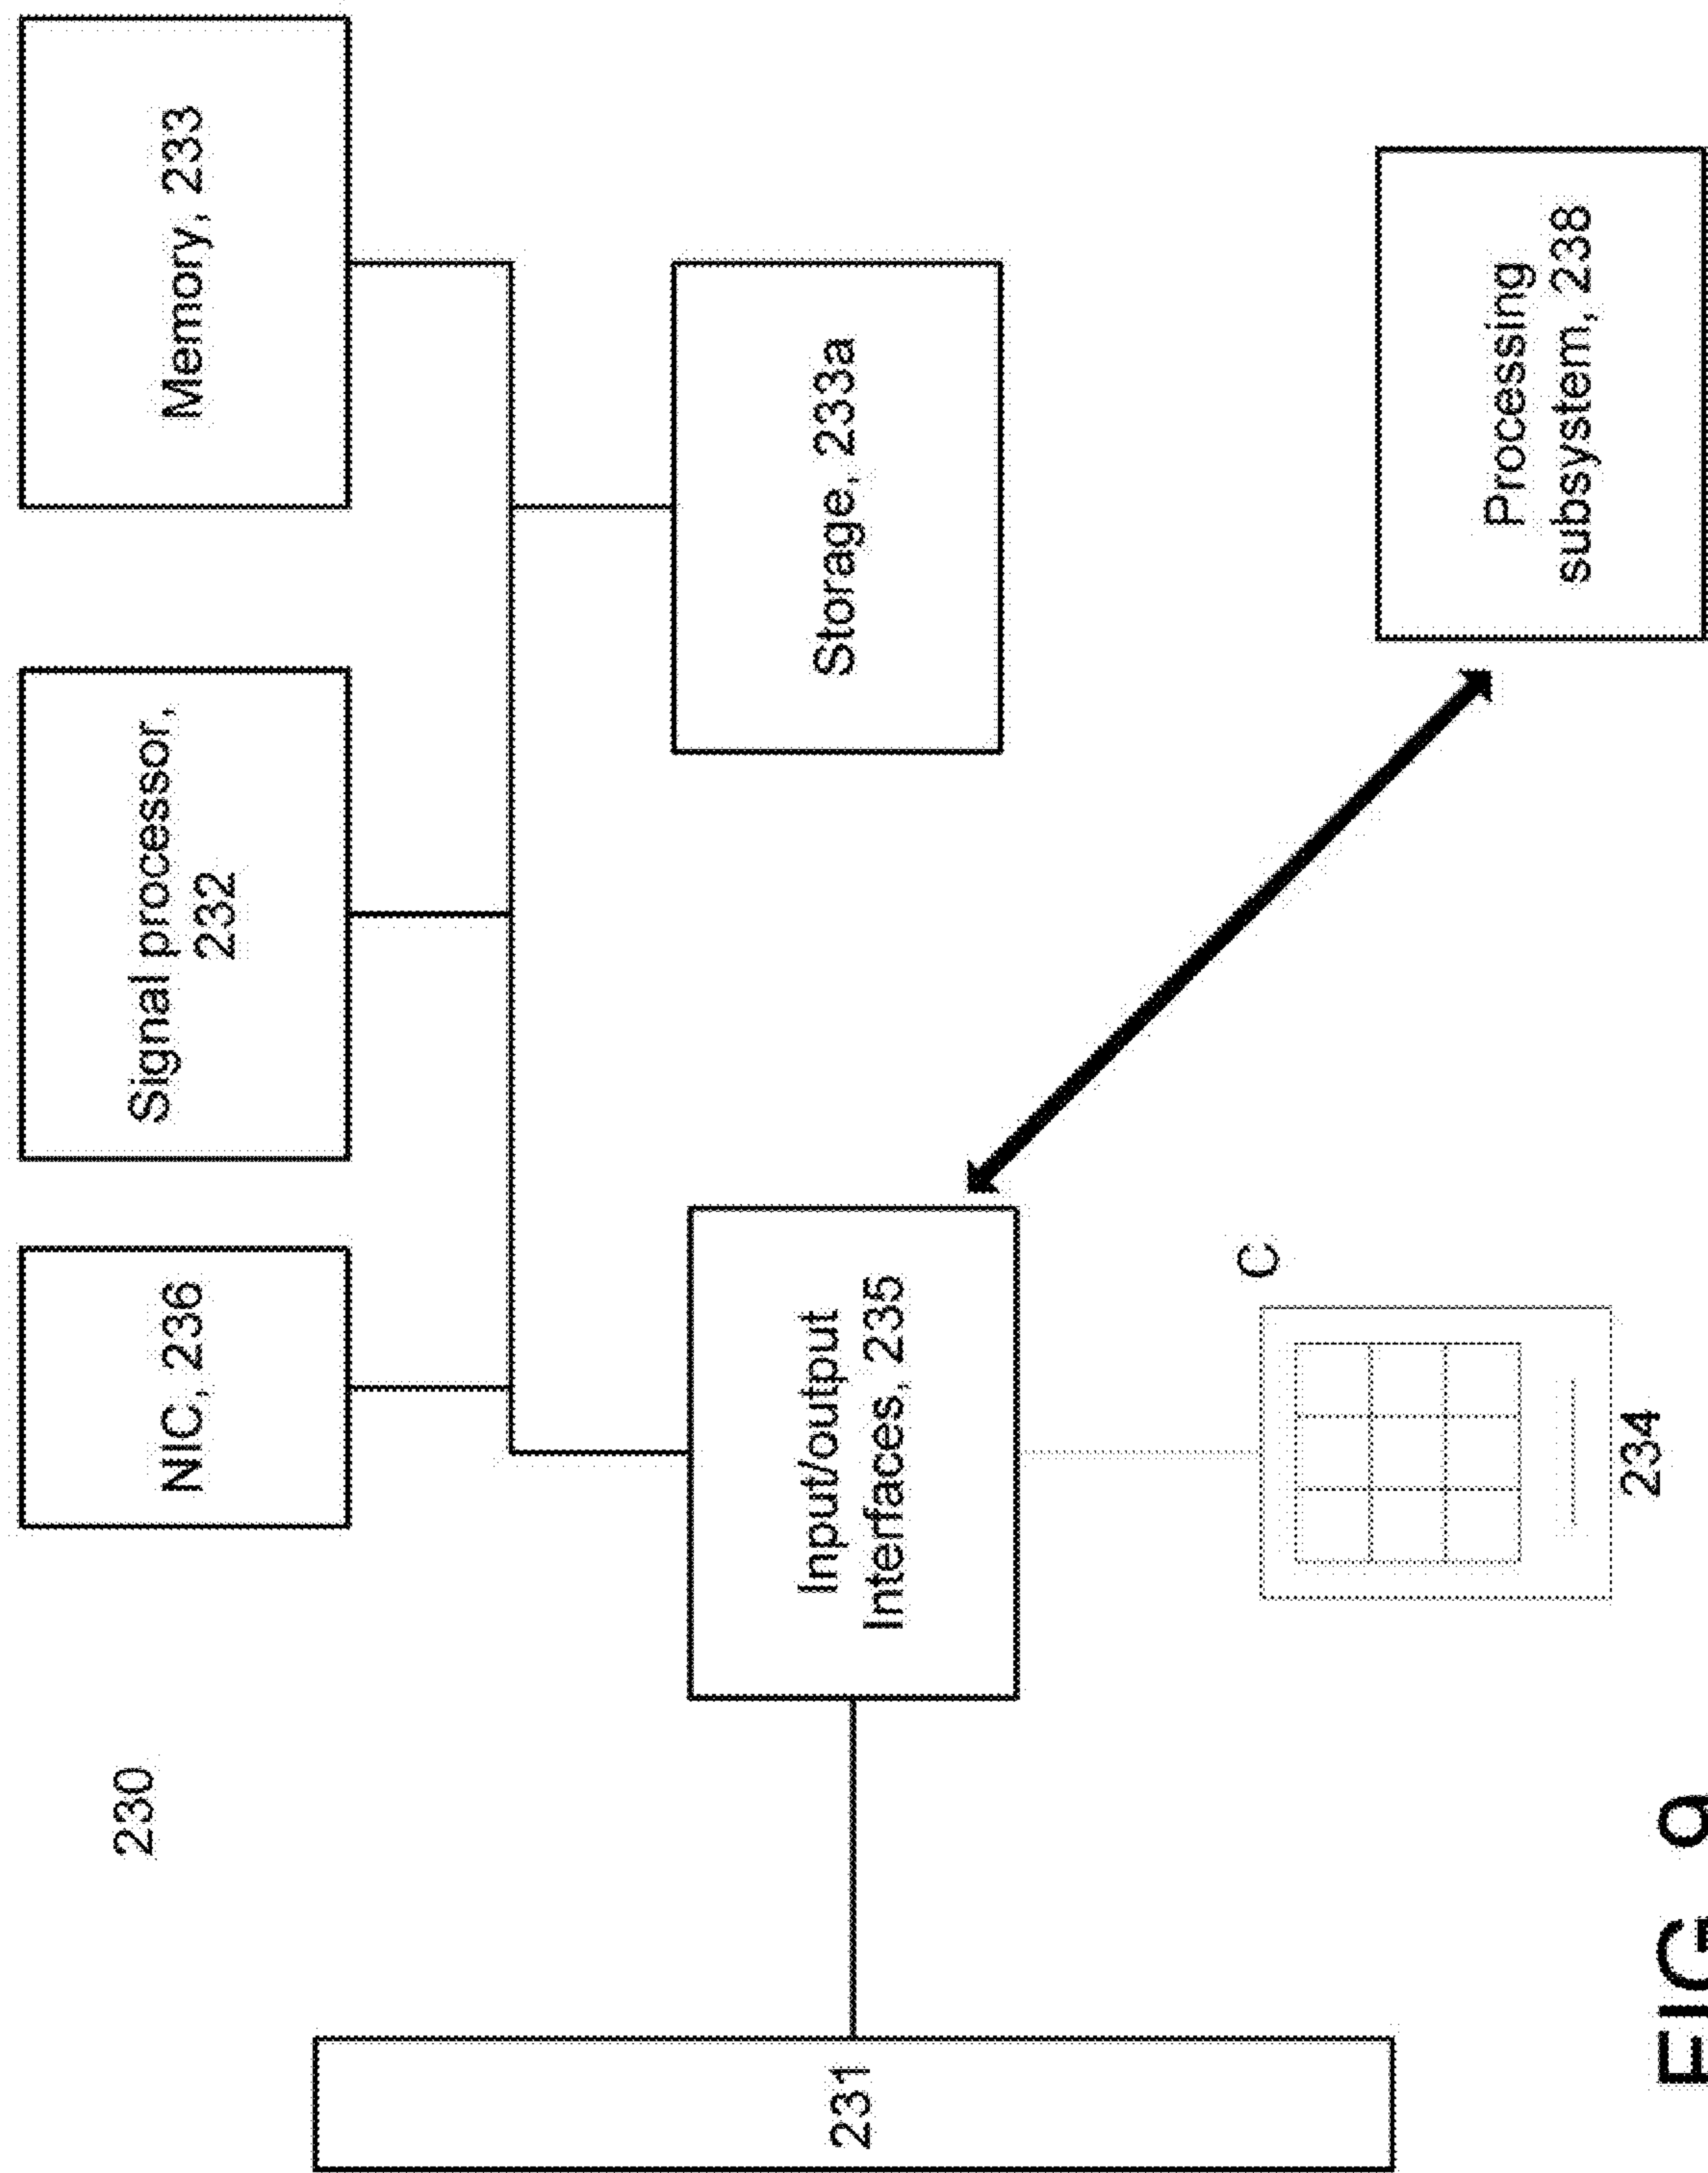 230
NIC, 236
Signal processor,
232
Memory, 233
231
Input/output
Interfaces, 235
Storage, 233a
C
234
Processing
subsystem, 238
FIG. 9